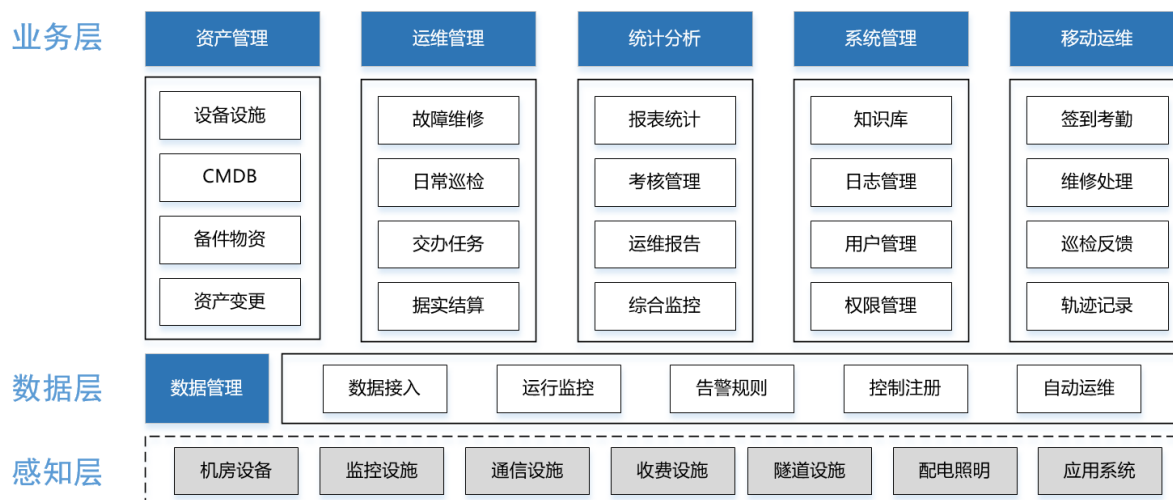 业务层
资产管理
运维管理
统计分析
系统管理
移动运维
设备设施
CMDB
备件物资
资产变更
故障维修
日常巡检
交办任务
据实结算
报表统计
考核管理
运维报告
综合监控
知识库
日志管理
用户管理
权限管理
签到考勤
维修处理
巡检反馈
轨迹记录
数据层
数据管理
数据接入
运行监控
告警规则
控制注册
自动运维
感知层
机房设备
监控设施
通信设施
收费设施
隧道设施
配电照明
应用系统